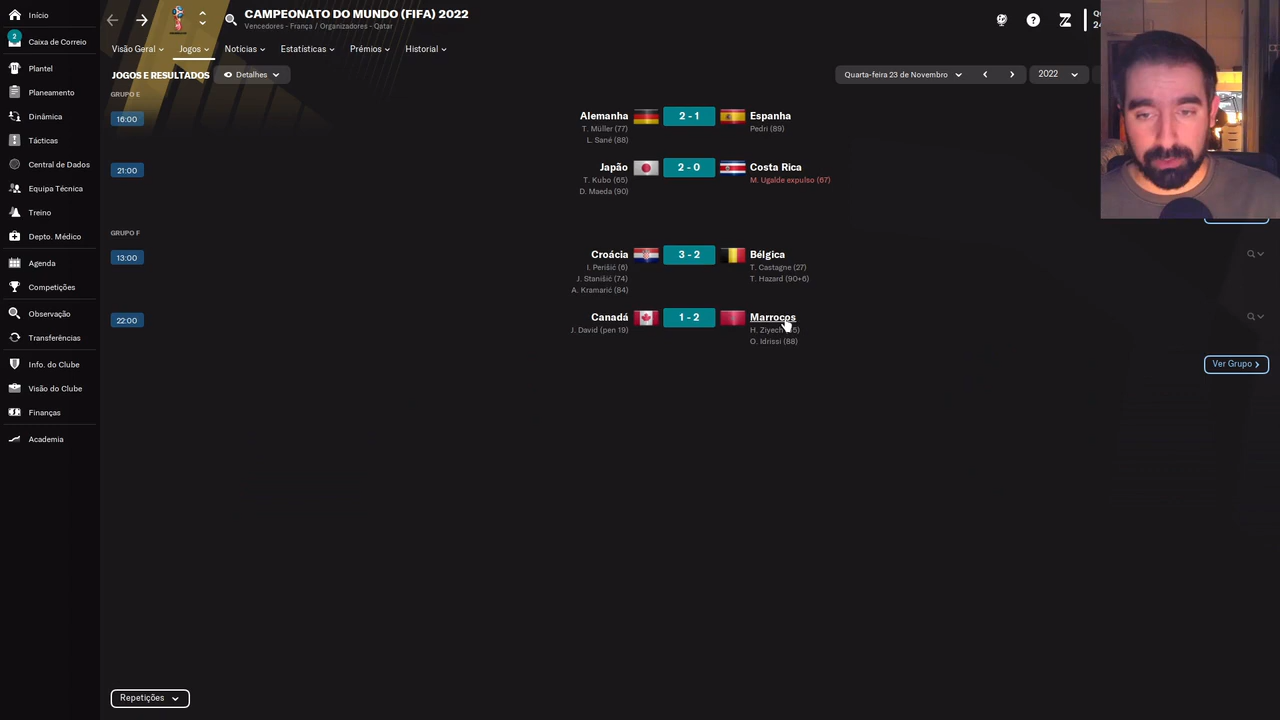 Início
2
Caixa de Correio
Plantel
Planeamento
Dinâmica
Tácticas
Central de Dados
Equipa Técnica
Treino
Depto. Médico
Agenda
Competições
Observação
Transferências
Info. do Clube
Visão do Clube
Finanças
Academia
CAMPEONATO DO MUNDO (FIFA) 2022
Vencedores - França / Organizadores - Qatar
Visão Geral
Jogos
Notícias
Estatísticas
Prémios
Historial
JOGOS E RESULTADOS
Detalhes
Quarta-feira 23 de Novembro
2022
GRUPO E
16:00
Alemanha 2 - 1 Espanha
T. Müller (77) Pedri (89)
L. Sané (88)
21:00
Japão 2 - 0 Costa Rica
T. Kubo (65) M. Ugalde expulso (67)
D. Maeda (90)
GRUPO F
13:00
Croácia 3 - 2 Bélgica
I. Perišić (6) T. Castagne (27)
J. Stanišić (74) T. Hazard (90+6)
A. Kramarić (84)
22:00
Canadá 1 - 2 Marrocos
J. David (pen 19) H. Ziyech
O. Idrissi (88)
Ver Grupo
Repetições